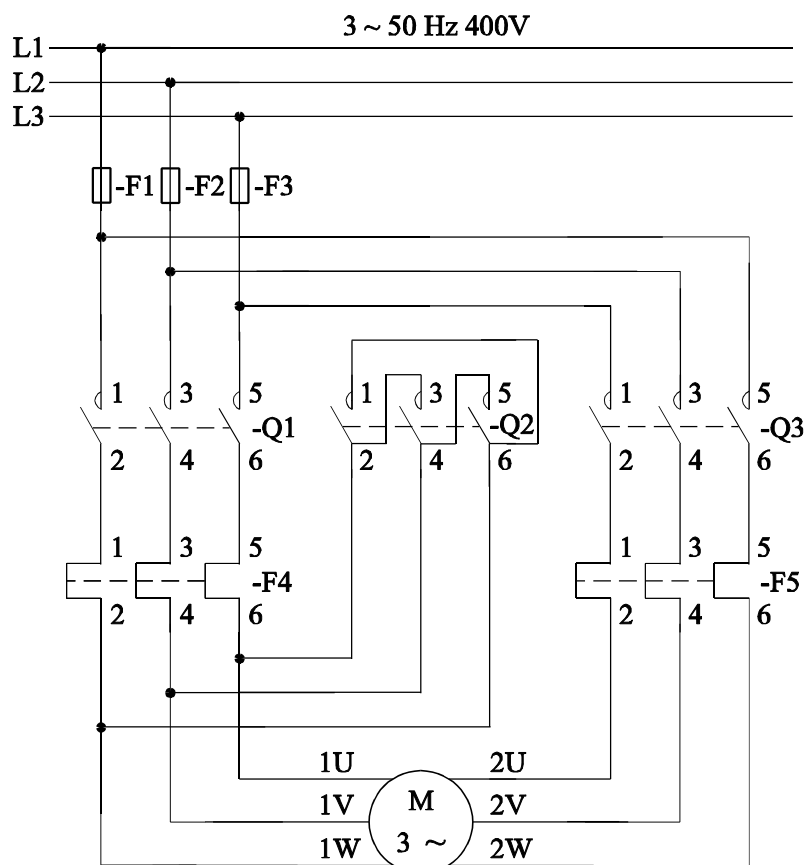 3 ~ 50 Hz 400V
L1
L2
L3
-F1 -F2 -F3
1 3 5 1 3 5 1 3 5
-Q1 -Q2 -Q3
2 4 6 2 4 6 2 4 6
1 3 5 1 3 5
-F4 -F5
2 4 6 2 4 6
1U 2U
1V M 2V
1W 3 ~ 2W